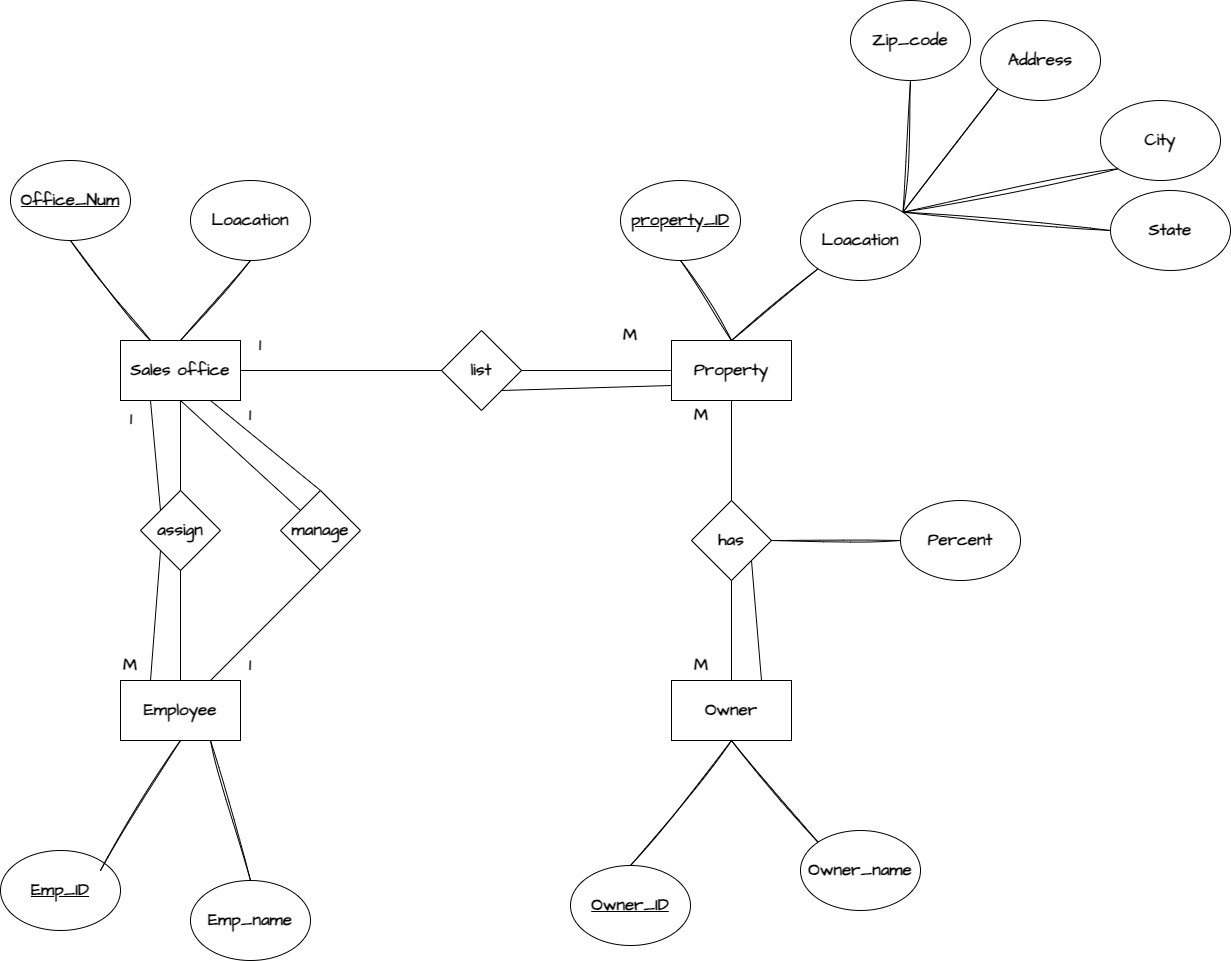 Zip_code
Address
City
Office_Num
Loacation
property_ID
Loacation
State
1
M
Sales office
list
Property
1
1
M
assign
manage
has
Percent
M
1
M
Employee
Owner
Emp_ID
Emp_name
Owner_ID
Owner_name